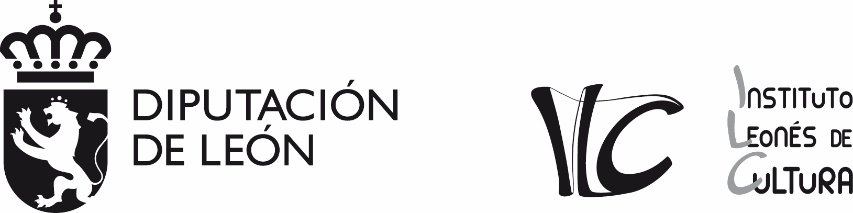 DIPUTACIÓN
DE LEÓN
ILC
INSTITUTO
LEONÉS DE
CULTURA